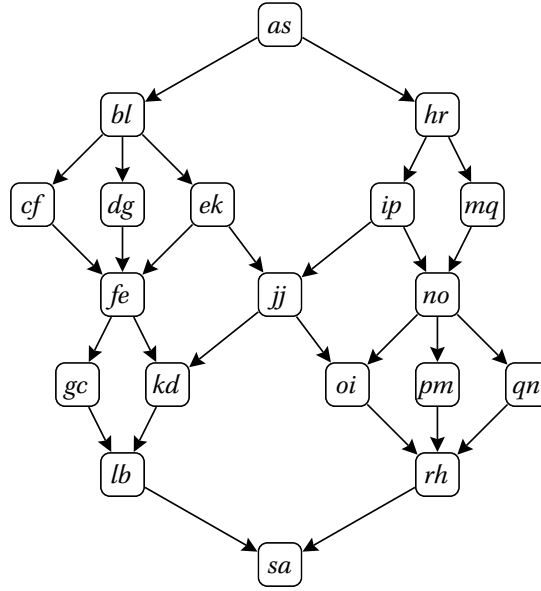 as
bl hr
cf dg ek ip mq
fe jj no
gc kd oi pm qn
lb rh
sa